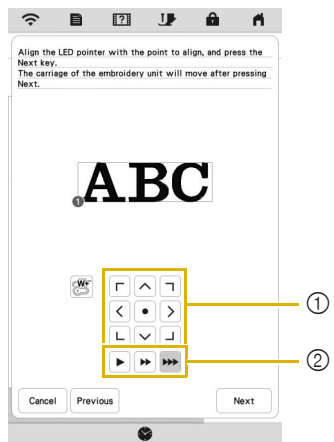 Align the LED pointer with the point to align, and press the
Next key.
The carriage of the embroidery unit will move after pressing
Next.
ABC
1
W+
1
2
Cancel Previous Next